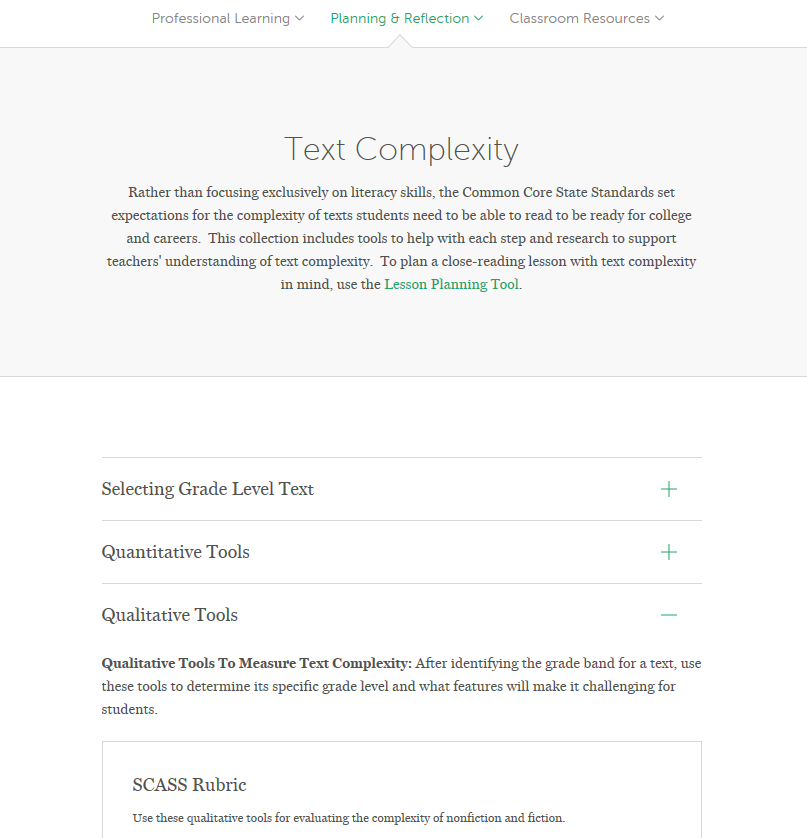 Professional Learning Planning & Reflection Classroom Resources
Text Complexity
Rather than focusing exclusively on literacy skills, the Common Core State Standards set
expectations for the complexity of texts students need to be able to read to be ready for college
and careers.  This collection includes tools to help with each step and research to support
teachers' understanding of text complexity.  To plan a close-reading lesson with text complexity
in mind, use the Lesson Planning Tool.
Selecting Grade Level Text
Quantitative Tools
Qualitative Tools
Qualitative Tools To Measure Text Complexity: After identifying the grade band for a text, use
these tools to determine its specific grade level and what features will make it challenging for
students.
SCASS Rubric
Use these qualitative tools for evaluating the complexity of nonfiction and fiction.